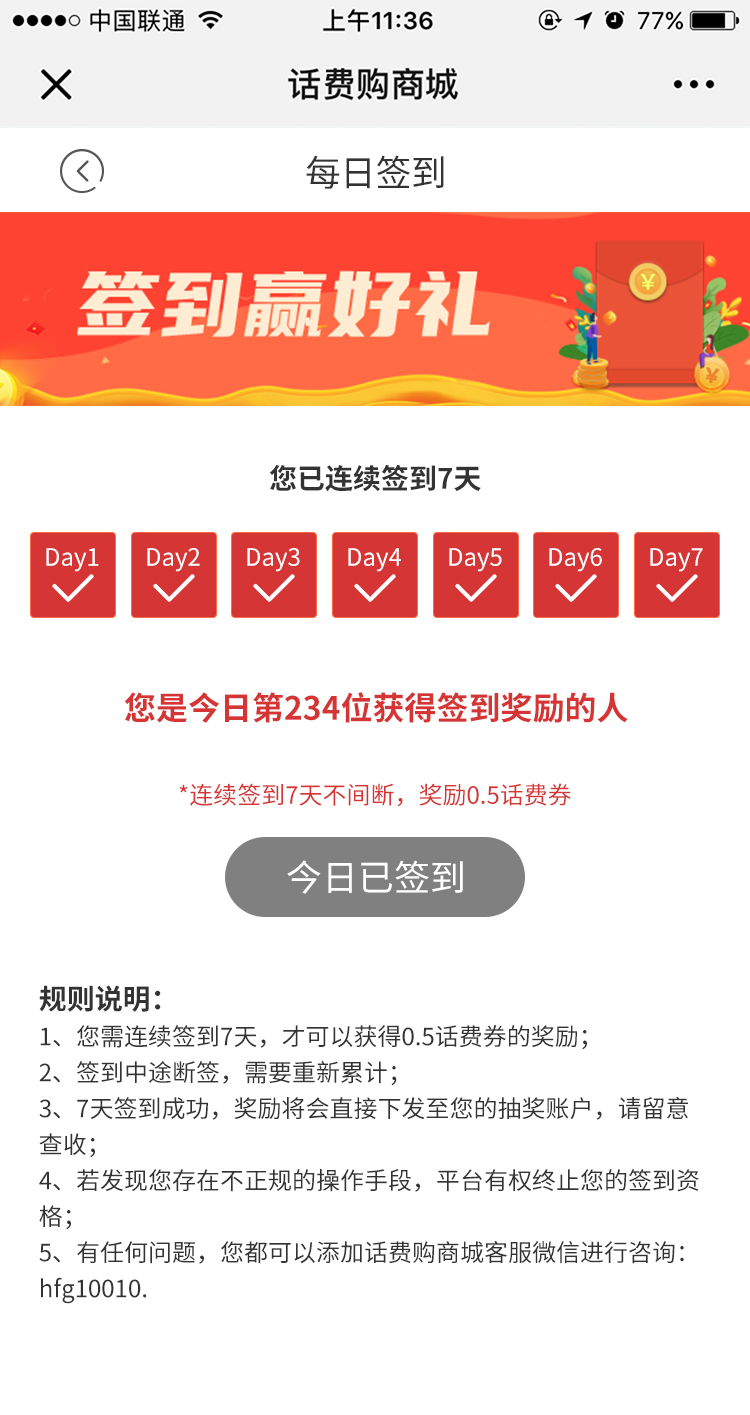 中国联通 上午11:36 77%
话费购商城
每日签到
签到赢好礼
您已连续签到7天
Day1 Day2 Day3 Day4 Day5 Day6 Day7
您是今日第234位获得签到奖励的人
*连续签到7天不间断，奖励0.5话费券
今日已签到
规则说明：
1、您需连续签到7天，才可以获得0.5话费券的奖励；
2、签到中途断签，需要重新累计；
3、7天签到成功，奖励将会直接下发至您的抽奖账户，请留意
查收；
4、若发现您存在不正规的操作手段，平台有权终止您的签到资
格；
5、有任何问题，您都可以添加话费购商城客服微信进行咨询：
hfg10010.